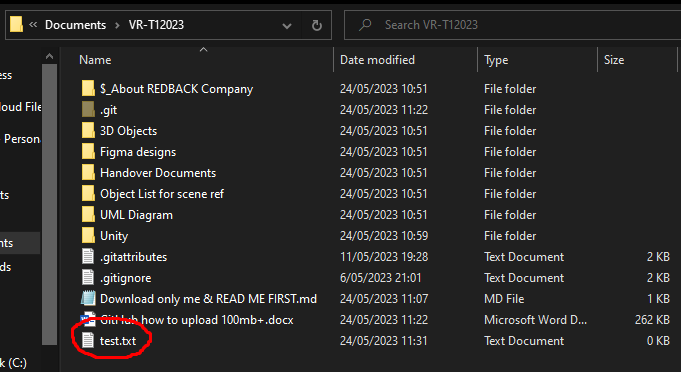 « Documents > VR-T12023
Search VR-T12023
Name Date modified Type Size
ess $_About REDBACK Company 24/05/2023 10:51 File folder
loud File .git 24/05/2023 11:22 File folder
3D Objects 24/05/2023 10:51 File folder
Persona Figma designs 24/05/2023 10:51 File folder
Handover Documents 24/05/2023 10:51 File folder
ts Object List for scene ref 24/05/2023 10:51 File folder
UML Diagram 24/05/2023 10:51 File folder
nts Unity 24/05/2023 10:59 File folder
.gitattributes 11/05/2023 19:28 Text Document 2 KB
ds .gitignore 6/05/2023 21:01 Text Document 2 KB
Download only me & READ ME FIRST.md 24/05/2023 11:07 MD File 1 KB
GitHub how to upload 100mb+.docx 24/05/2023 11:22 Microsoft Word D... 262 KB
test.txt 24/05/2023 11:31 Text Document 0 KB
k (C:)